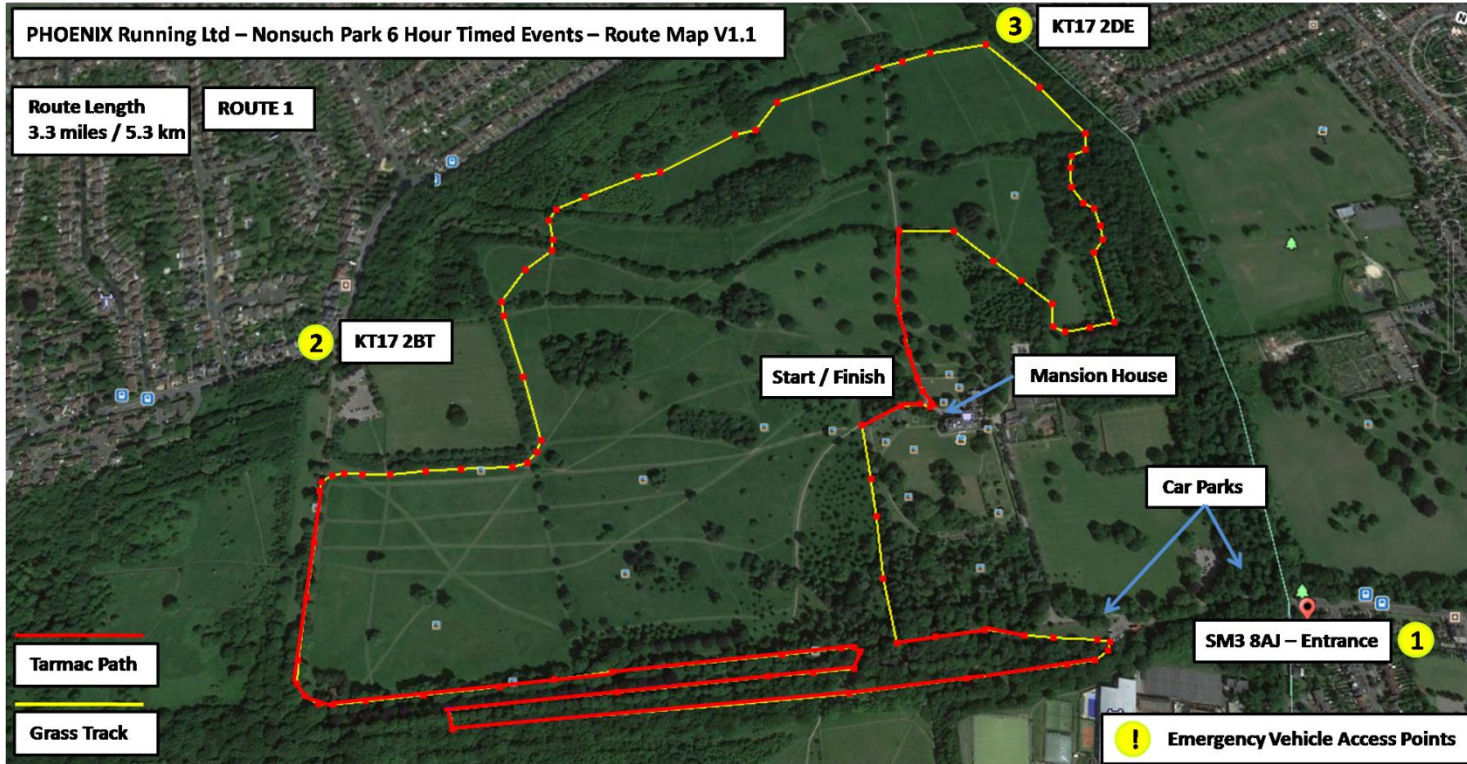 PHOENIX Running Ltd – Nonsuch Park 6 Hour Timed Events – Route Map V1.1
3
KT17 2DE
N
Route Length
3.3 miles / 5.3 km
ROUTE 1
2
KT17 2BT
Start / Finish
Mansion House
Car Parks
SM3 8AJ – Entrance
1
Tarmac Path
Grass Track
! Emergency Vehicle Access Points